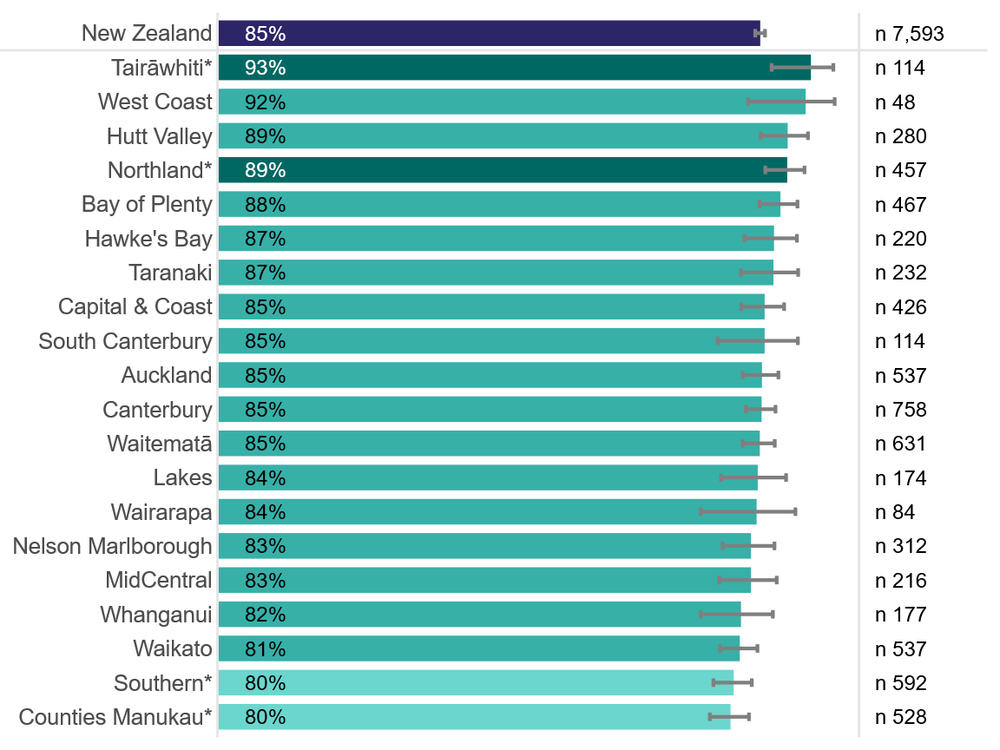 New Zealand 85% n 7,593
Tairāwhiti* 93% n 114
West Coast 92% n 48
Hutt Valley 89% n 280
Northland* 89% n 457
Bay of Plenty 88% n 467
Hawke's Bay 87% n 220
Taranaki 87% n 232
Capital & Coast 85% n 426
South Canterbury 85% n 114
Auckland 85% n 537
Canterbury 85% n 758
Waitematā 85% n 631
Lakes 84% n 174
Wairarapa 84% n 84
Nelson Marlborough 83% n 312
MidCentral 83% n 216
Whanganui 82% n 177
Waikato 81% n 537
Southern* 80% n 592
Counties Manukau* 80% n 528